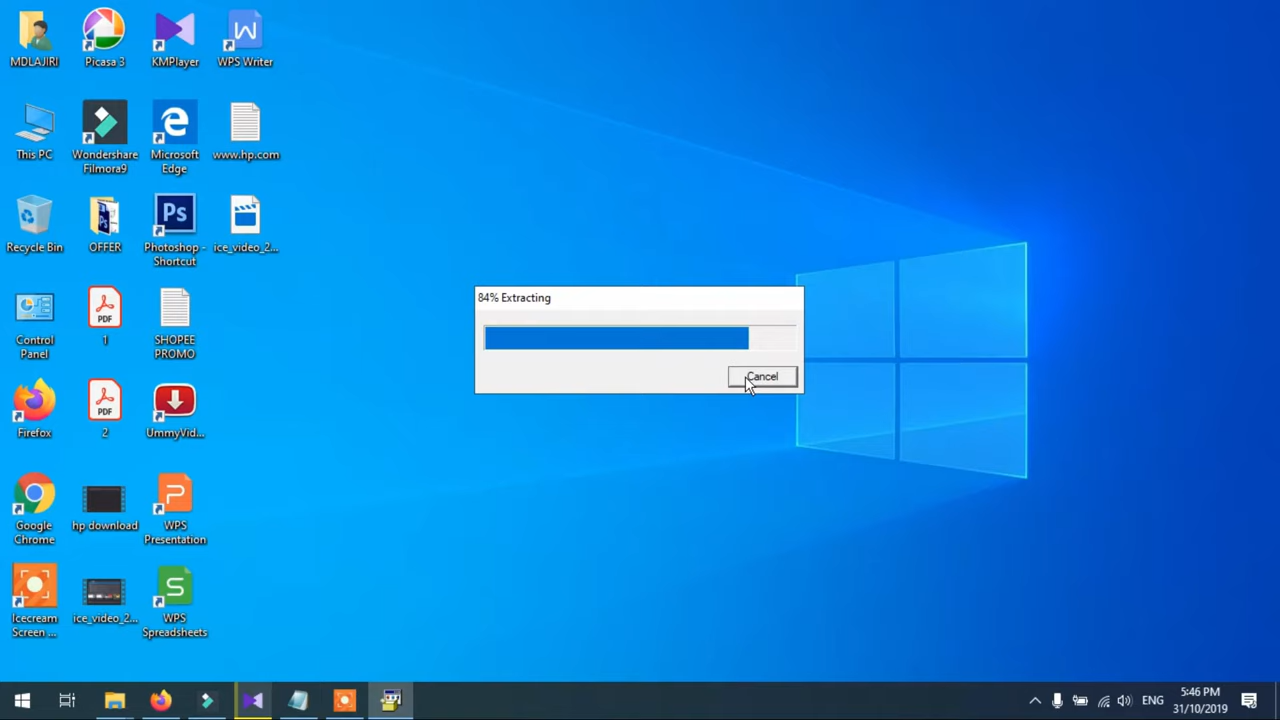 MDLAJIRI
Picasa 3
KMPlayer
WPS Writer
This PC
Wondershare
Filmora9
Microsoft
Edge
www.hp.com
Recycle Bin
OFFER
Photoshop -
Shortcut
ice_video_2...
Control
Panel
PDF
1
SHOPEE
PROMO
Firefox
PDF
2
UmmyVid...
Google
Chrome
hp download
WPS
Presentation
Icecream
Screen ...
ice_video_2...
WPS
Spreadsheets
84% Extracting
Cancel
ENG
5:46 PM
31/10/2019